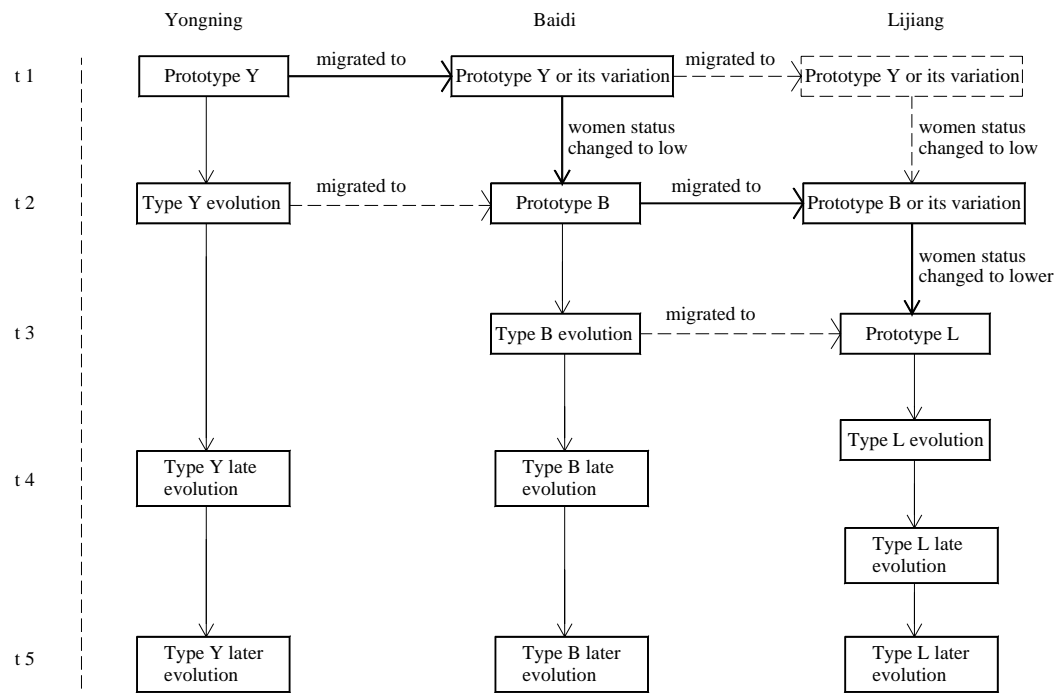 Yongning
Baidi
Lijiang
t 1
Prototype Y
migrated to
Prototype Y or its variation
migrated to
Prototype Y or its variation
women status
changed to low
women status
changed to low
t 2
Type Y evolution
migrated to
Prototype B
migrated to
Prototype B or its variation
women status
changed to lower
t 3
Type B evolution
migrated to
Prototype L
Type L evolution
t 4
Type Y late
evolution
Type B late
evolution
Type L late
evolution
t 5
Type Y later
evolution
Type B later
evolution
Type L later
evolution